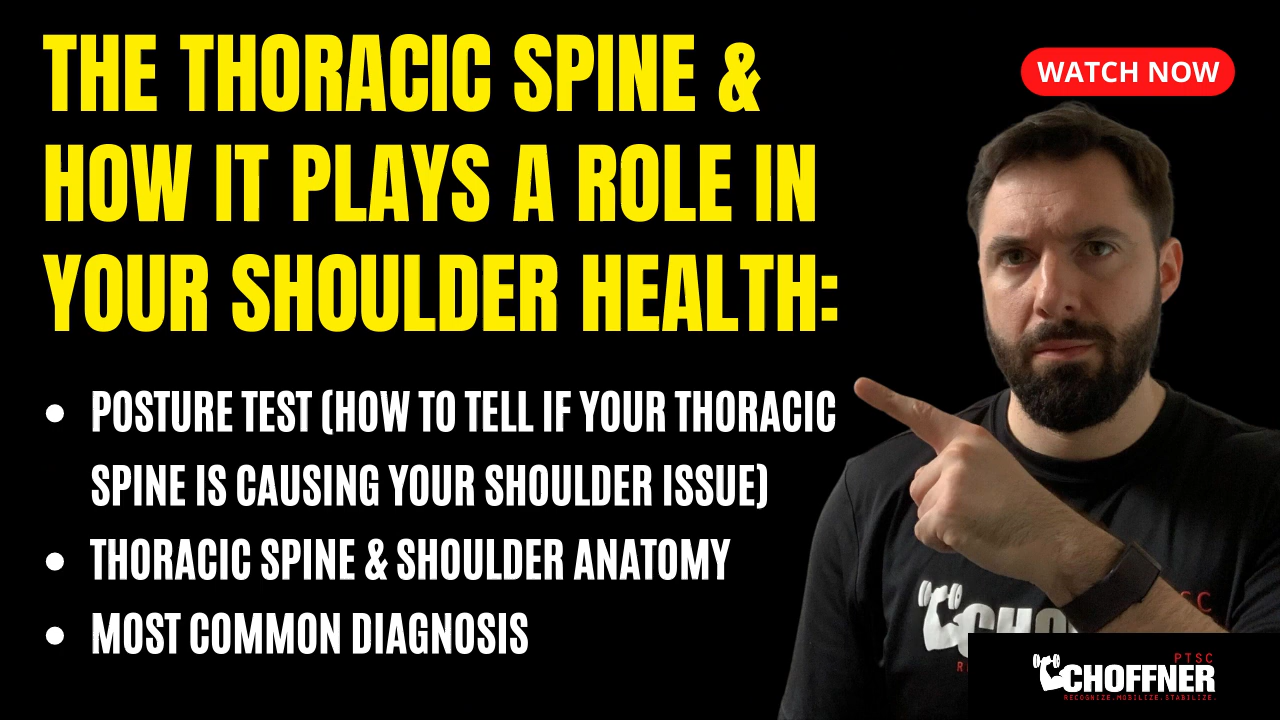 THE THORACIC SPINE &
HOW IT PLAYS A ROLE IN
YOUR SHOULDER HEALTH:
WATCH NOW
• POSTURE TEST (HOW TO TELL IF YOUR THORACIC
SPINE IS CAUSING YOUR SHOULDER ISSUE)
• THORACIC SPINE & SHOULDER ANATOMY
• MOST COMMON DIAGNOSIS
PTSC
CHOFFNER
RECOGNIZE.MOBILIZE.STABILIZE.